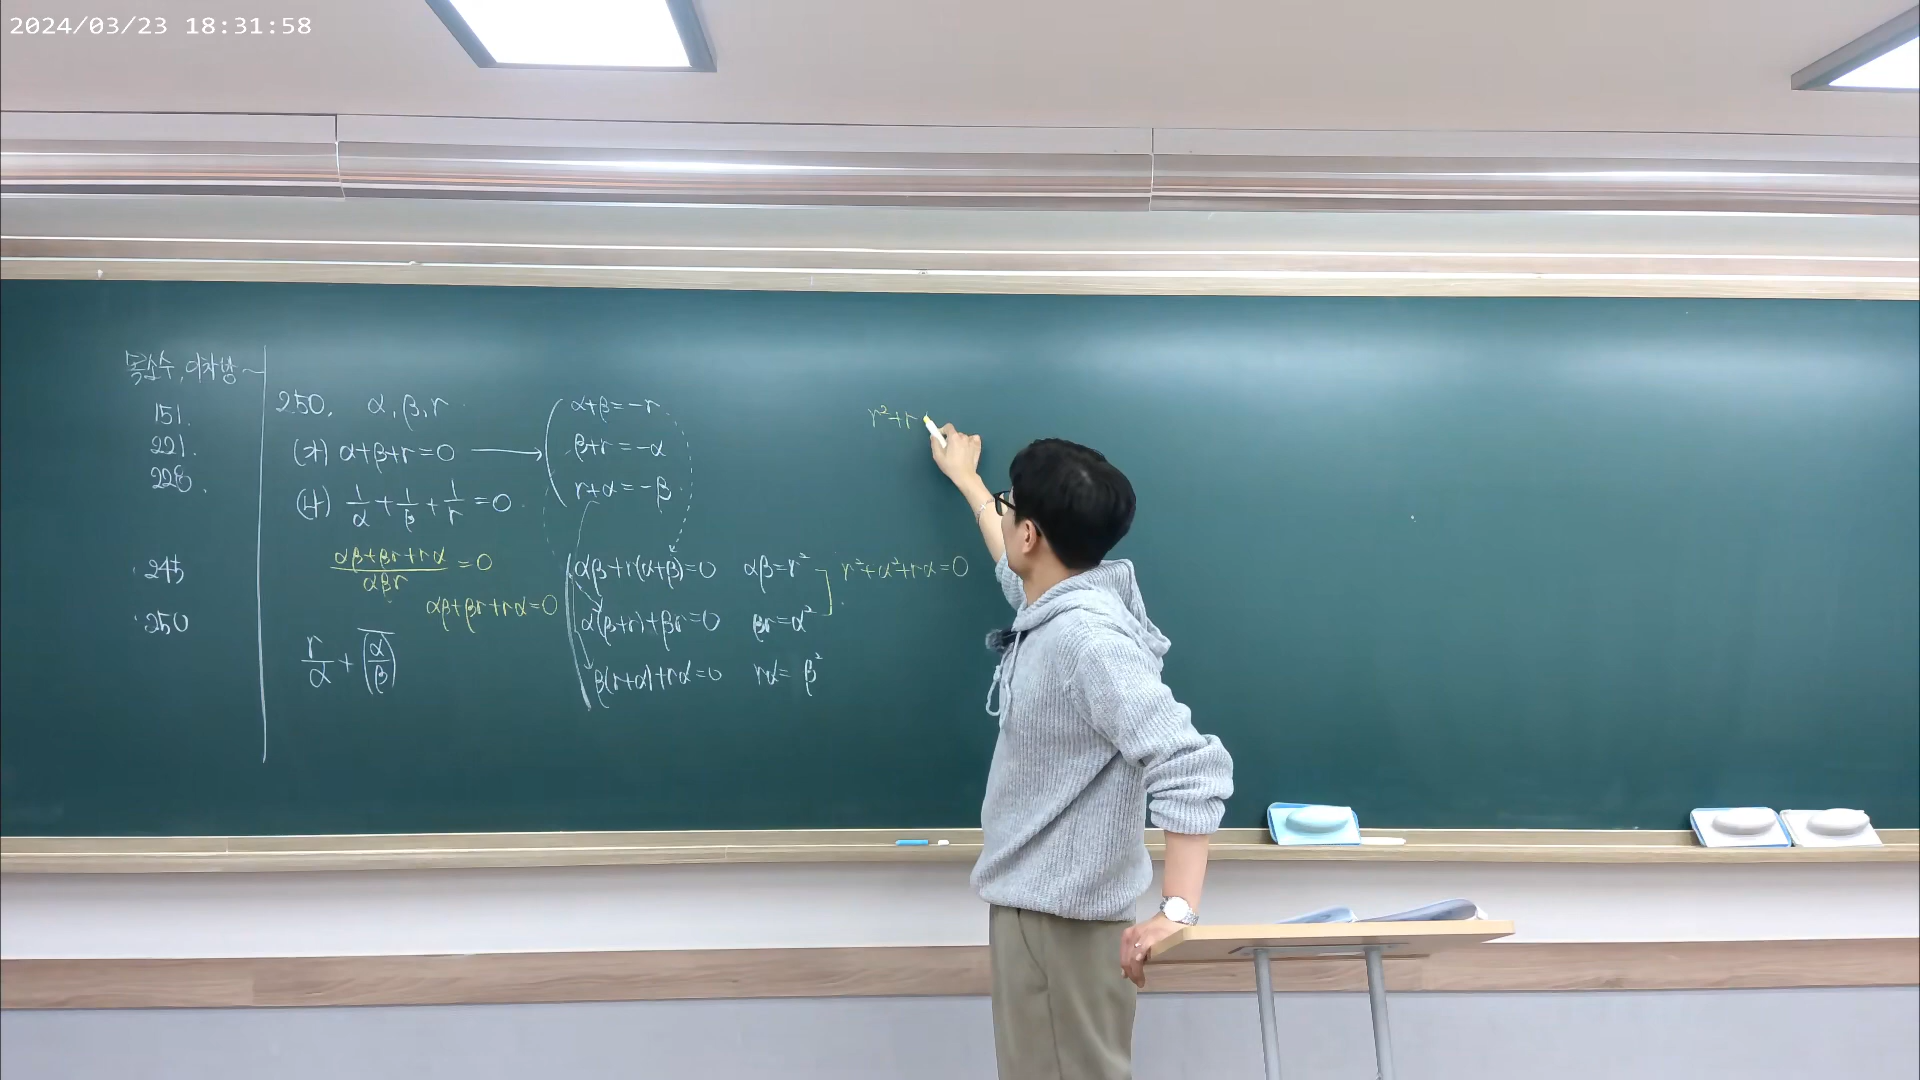 2024/03/23 18:31:58
복소수, 이차방~
151.
221.
228.
245
250
250. α, β, r
(가) α+β+r=0 →
(나) 1/α + 1/β + 1/r = 0
(αβ+βr+rα)/(αβr) = 0
αβ+βr+rα=0
r/α + \overline{(α/β)}
α+β=-r
β+r=-α
r+α=-β
αβ+r(α+β)=0 αβ=r²
α(β+r)+βr=0 βr=α²
β(r+α)+rα=0 rα=β²
r²+α²+rα=0
r²+r